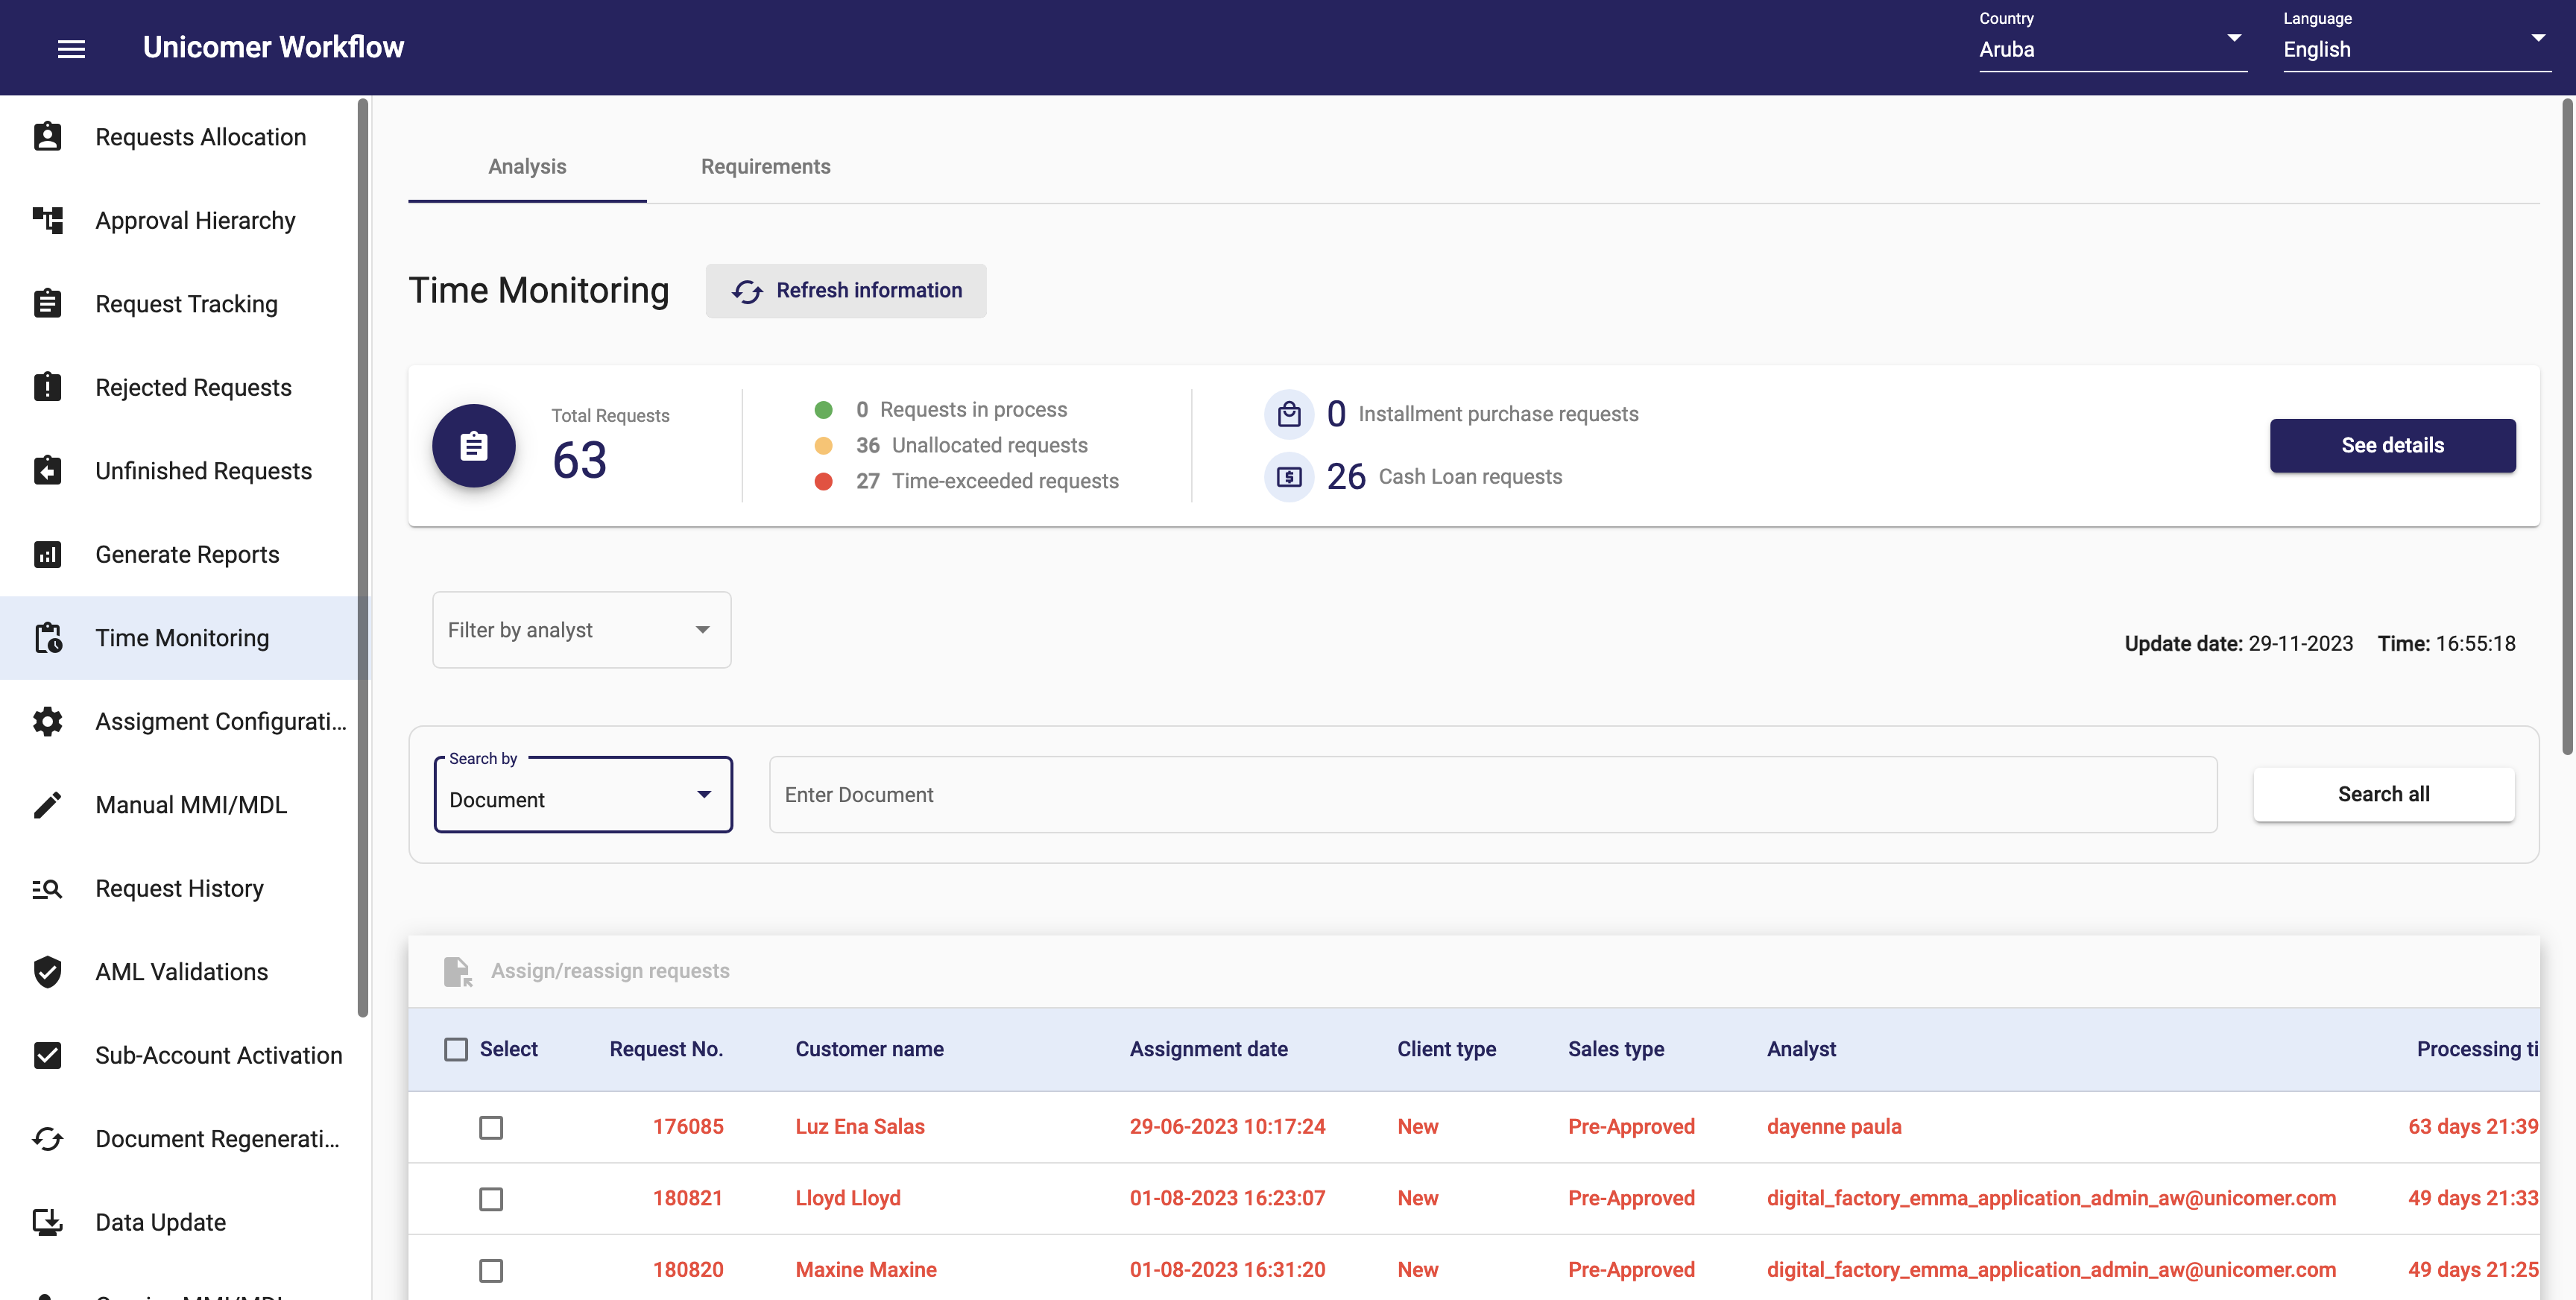 Unicomer Workflow
Country
Aruba
Language
English
Requests Allocation
Approval Hierarchy
Request Tracking
Rejected Requests
Unfinished Requests
Generate Reports
Time Monitoring
Assigment Configurati...
Manual MMI/MDL
Request History
AML Validations
Sub-Account Activation
Document Regenerati...
Data Update
Analysis
Requirements
Time Monitoring
Refresh information
Total Requests
63
0 Requests in process
36 Unallocated requests
27 Time-exceeded requests
0 Installment purchase requests
26 Cash Loan requests
See details
Filter by analyst
Update date: 29-11-2023 Time: 16:55:18
Search by
Document
Enter Document
Search all
Assign/reassign requests
Select Request No. Customer name Assignment date Client type Sales type Analyst Processing ti
176085 Luz Ena Salas 29-06-2023 10:17:24 New Pre-Approved dayenne paula 63 days 21:39
180821 Lloyd Lloyd 01-08-2023 16:23:07 New Pre-Approved digital_factory_emma_application_admin_aw@unicomer.com 49 days 21:33
180820 Maxine Maxine 01-08-2023 16:31:20 New Pre-Approved digital_factory_emma_application_admin_aw@unicomer.com 49 days 21:25